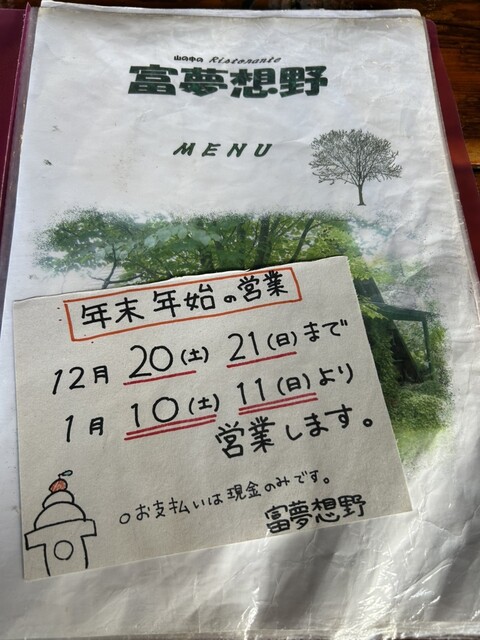 山の中の Ristorante
富夢想野
MENU
年末年始の営業
12月 20(土) 21(日)まで
1月 10(土) 11(日)より
営業します。
○お支払いは現金のみです。
富夢想野